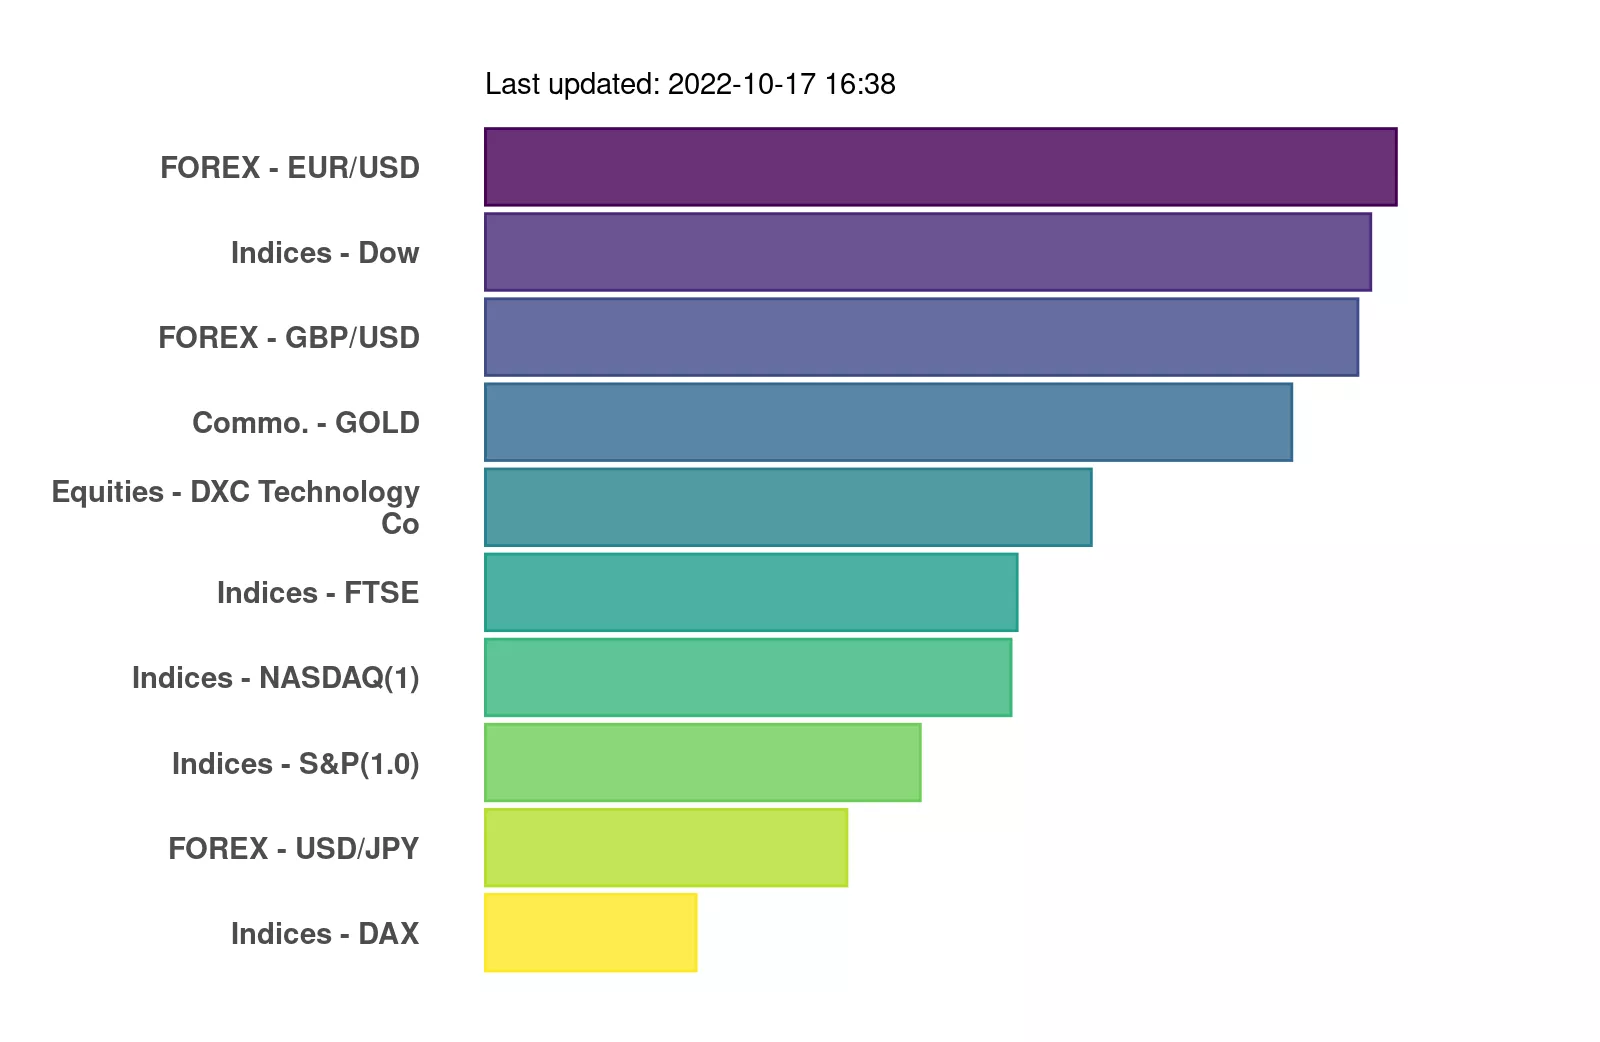 Last updated: 2022-10-17 16:38
FOREX - EUR/USD
Indices - Dow
FOREX - GBP/USD
Commo. - GOLD
Equities - DXC Technology
Co
Indices - FTSE
Indices - NASDAQ(1)
Indices - S&P(1.0)
FOREX - USD/JPY
Indices - DAX